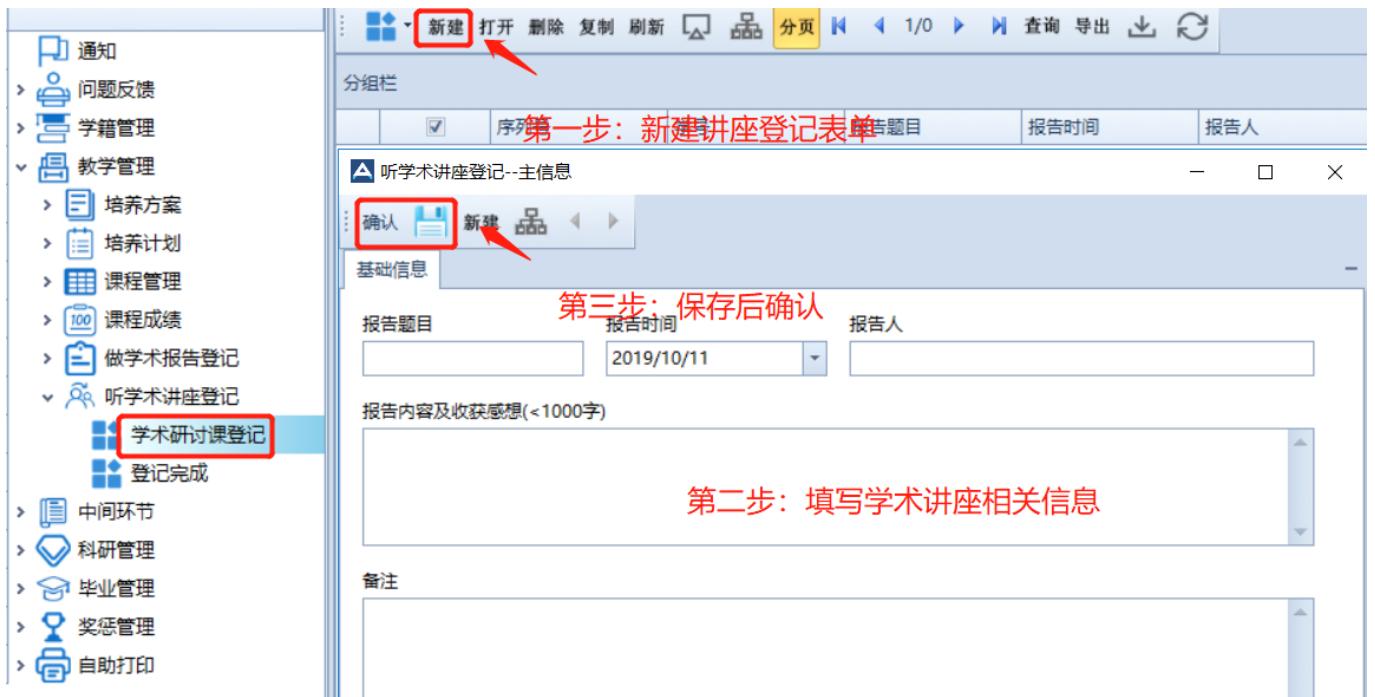 通知
问题反馈
学籍管理
教学管理
培养方案
培养计划
课程管理
100 课程成绩
做学术报告登记
听学术讲座登记
学术研讨课登记
登记完成
中间环节
科研管理
毕业管理
奖惩管理
自助打印
新建 打开 删除 复制 刷新 分页 1/0 查询 导出
分组栏
报告题目 报告时间 报告人
第一步：新建讲座登记表单
听学术讲座登记--主信息
确认 新建
基础信息
第三步：保存后确认
报告题目 报告时间 报告人
2019/10/11
报告内容及收获感想(<1000字)
第二步：填写学术讲座相关信息
备注